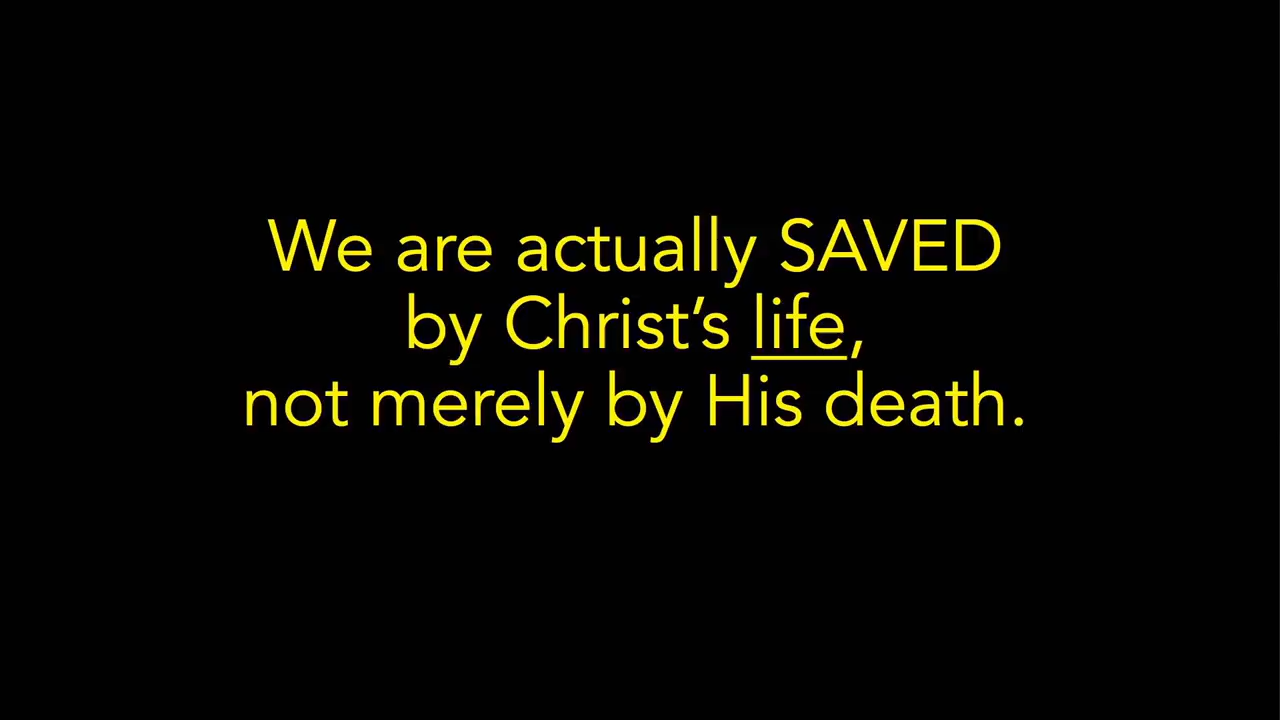 We are actually SAVED
by Christ’s life,
not merely by His death.